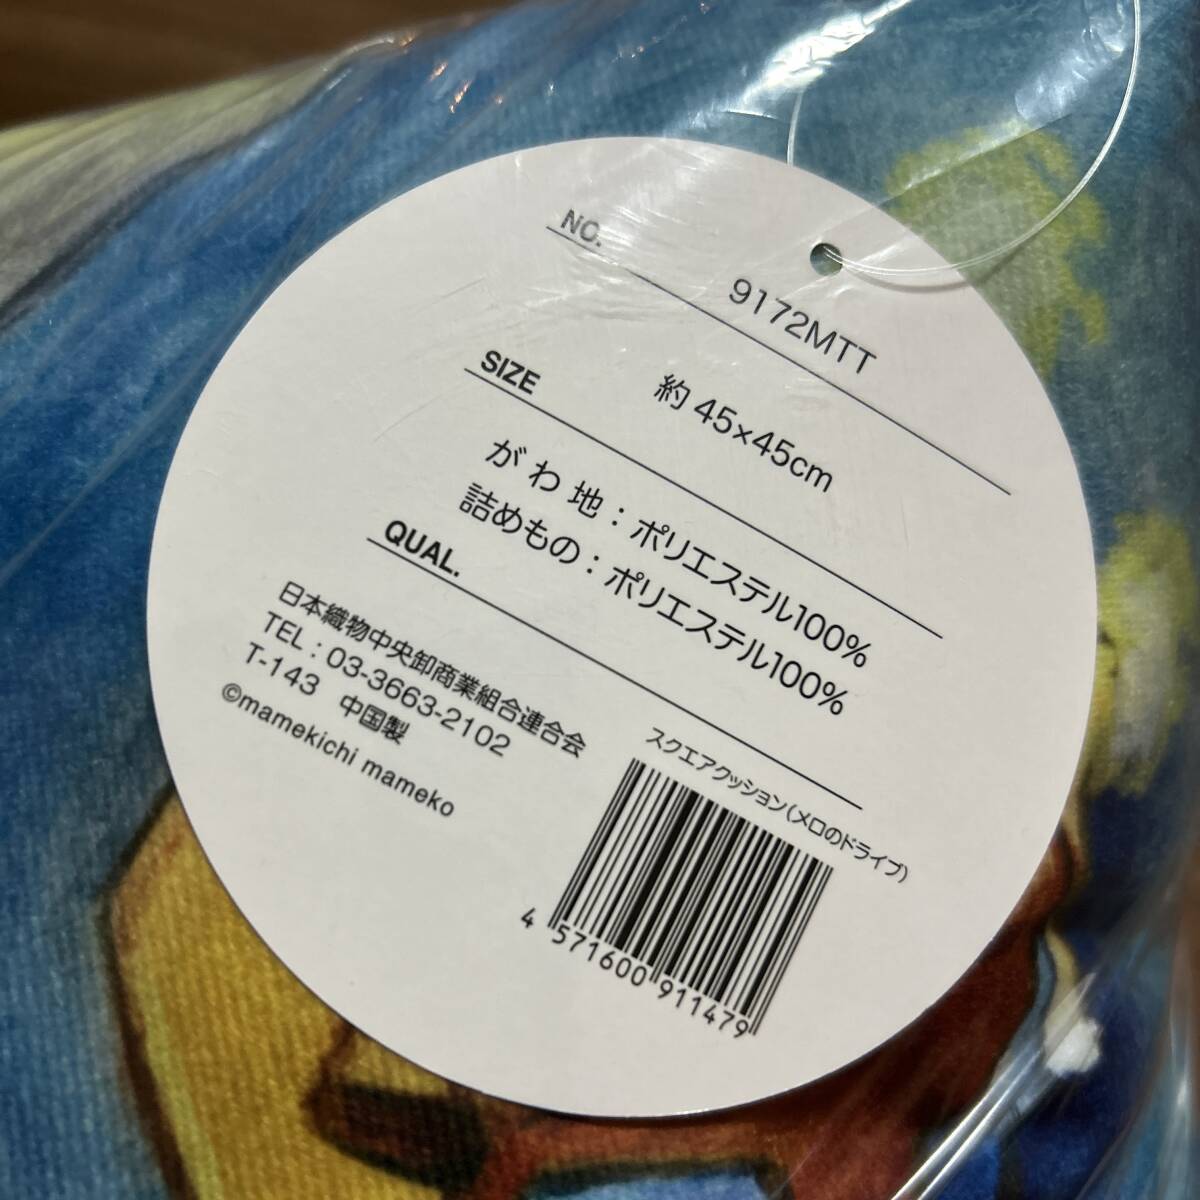 NO.
9172MTT
SIZE
約 45×45cm
がわ地：ポリエステル100%
詰めもの：ポリエステル100%
QUAL.
日本織物中央卸商業組合連合会
TEL：03-3663-2102
T-143 中国製
©mamekichi mameko
スクエアクッション（メロのドライブ）
4 571600 911479